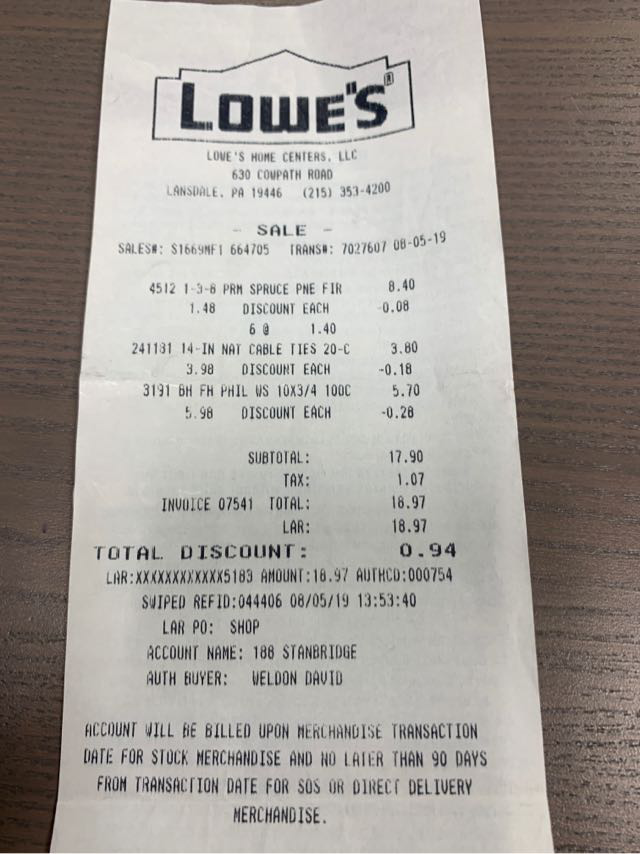 LOWE'S®
LOWE'S HOME CENTERS, LLC
630 COWPATH ROAD
LANSDALE, PA 19446 (215) 353-4200
- SALE -
SALES#: S1669MF1 664705 TRANS#: 7027607 08-05-19
4512 1-3-8 PRM SPRUCE PNE FIR 8.40
1.48 DISCOUNT EACH -0.08
6 @ 1.40
241181 14-IN NAT CABLE TIES 20-C 3.80
3.98 DISCOUNT EACH -0.18
3191 BH FH PHIL WS 10X3/4 100C 5.70
5.98 DISCOUNT EACH -0.28
SUBTOTAL: 17.90
TAX: 1.07
INVOICE 07541 TOTAL: 18.97
LAR: 18.97
TOTAL DISCOUNT: 0.94
LAR:XXXXXXXXXXXX5183 AMOUNT:18.97 AUTHCD:000754
SWIPED REFID:044406 08/05/19 13:53:40
LAR PO: SHOP
ACCOUNT NAME: 188 STANBRIDGE
AUTH BUYER: WELDON DAVID
ACCOUNT WILL BE BILLED UPON MERCHANDISE TRANSACTION
DATE FOR STOCK MERCHANDISE AND NO LATER THAN 90 DAYS
FROM TRANSACTION DATE FOR SOS OR DIRECT DELIVERY
MERCHANDISE.